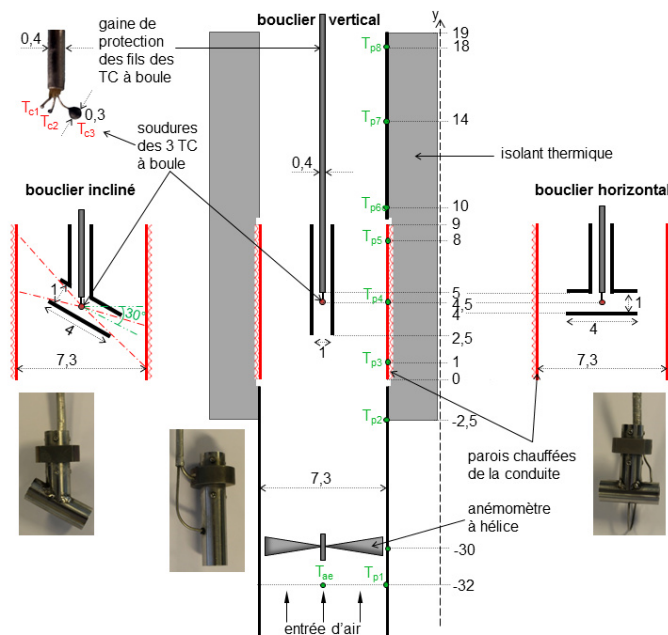 gaine de
protection
des fils des
TC à boule
0,4
Tc1
Tc2
Tc3
0,3
soudures
des 3 TC
à boule
bouclier vertical
y
19
18
14
10
9
8
5
4,5
4
2,5
1
0
-2,5
-30
-32
Tp8
Tp7
Tp6
Tp5
Tp4
Tp3
Tp2
Tp1
Tae
0,4
1
7,3
isolant thermique
bouclier incliné
1
30°
4
7,3
bouclier horizontal
1
4
7,3
parois chauffées
de la conduite
anémomètre
à hélice
entrée d'air